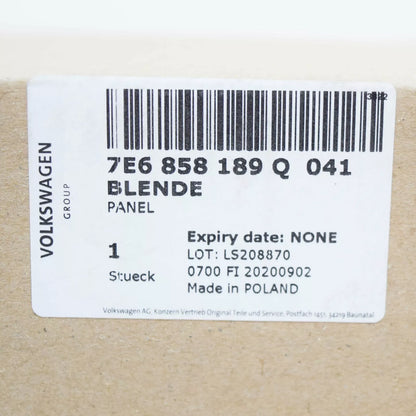 3822
VOLKSWAGEN
GROUP
7E6 858 189 Q 041
BLENDE
PANEL
1
Stueck
Expiry date: NONE
LOT: LS208870
0700 FI 20200902
Made in POLAND
Volkswagen AG, Konzern Vertrieb Original Teile und Service, Postfach 1451, 34219 Baunatal